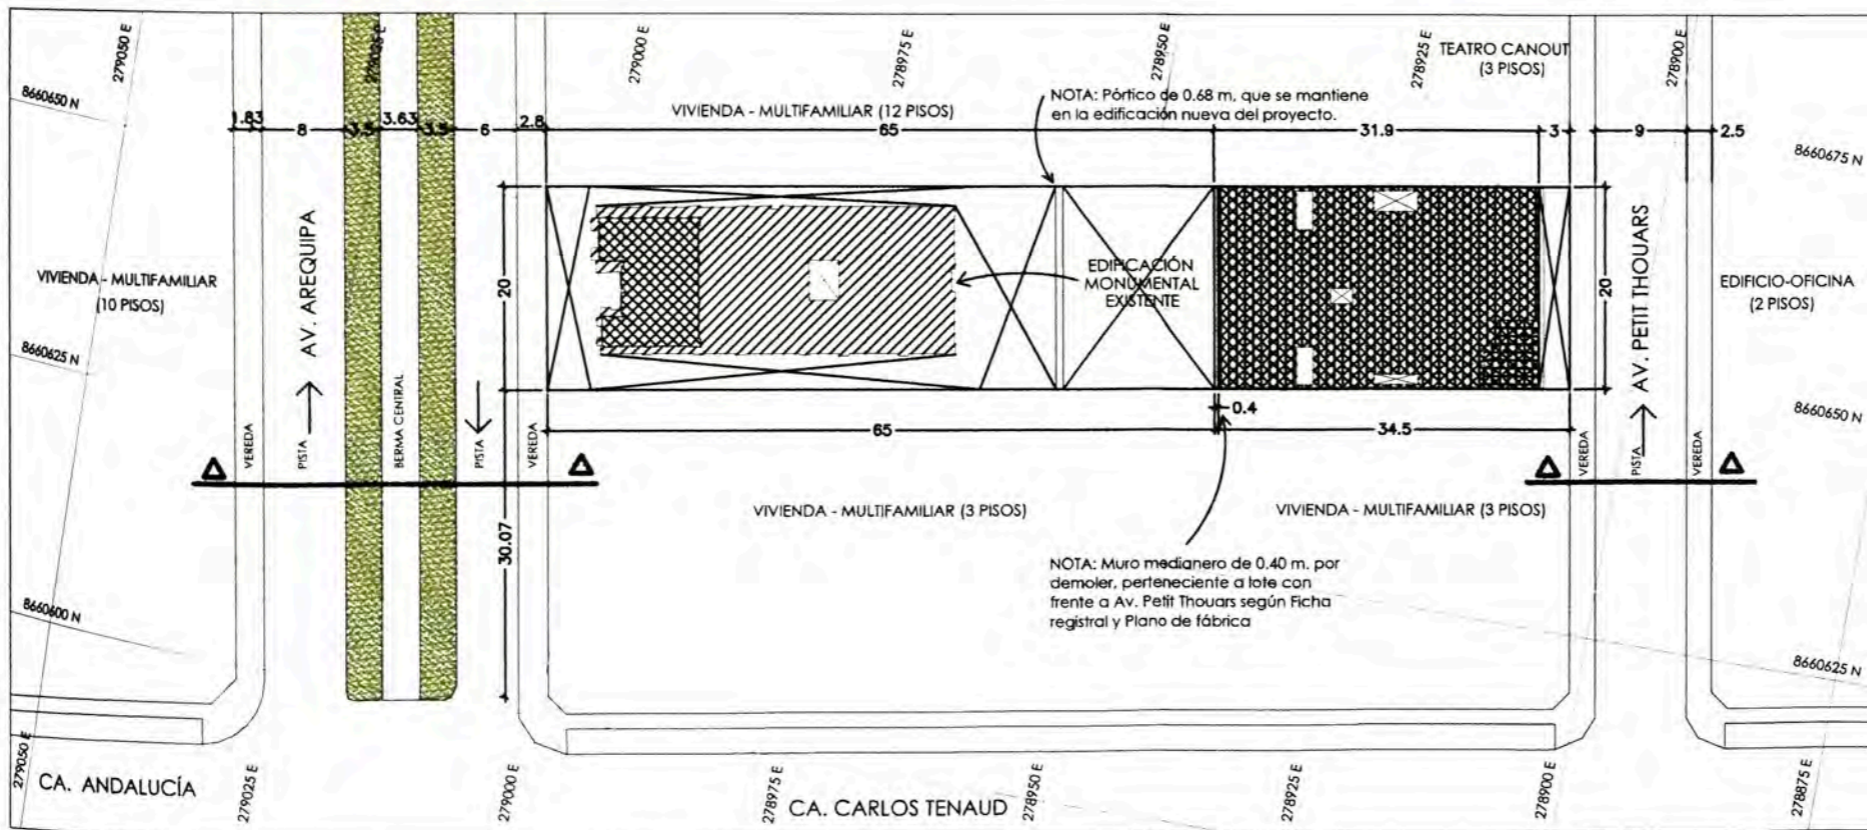 279050 E
279025 E
279000 E
278975 E
278950 E
278925 E
278900 E
TEATRO CANOUT
(3 PISOS)
8660650 N
VIVIENDA - MULTIFAMILIAR (12 PISOS)
NOTA: Pórtico de 0.68 m. que se mantiene
en la edificación nueva del proyecto.
1.83
8
3.5
3.63
3.5
6
2.8
65
31.9
3
9
2.5
8660675 N
VIVIENDA - MULTIFAMILIAR
(10 PISOS)
AV. AREQUIPA
20
EDIFICACIÓN
MONUMENTAL
EXISTENTE
20
AV. PETIT THOUARS
EDIFICIO-OFICINA
(2 PISOS)
8660625 N
8660650 N
0.4
65
34.5
VEREDA
PISTA
BERMA CENTRAL
PISTA
VEREDA
VEREDA
PISTA
VEREDA
30.07
VIVIENDA - MULTIFAMILIAR (3 PISOS)
VIVIENDA - MULTIFAMILIAR (3 PISOS)
NOTA: Muro medianero de 0.40 m. por
demoler, perteneciente a lote con
frente a Av. Petit Thouars según Ficha
registral y Plano de fábrica
8660600 N
8660625 N
279050 E
CA. ANDALUCÍA
279025 E
279000 E
278975 E
CA. CARLOS TENAUD
278950 E
278925 E
278900 E
278875 E